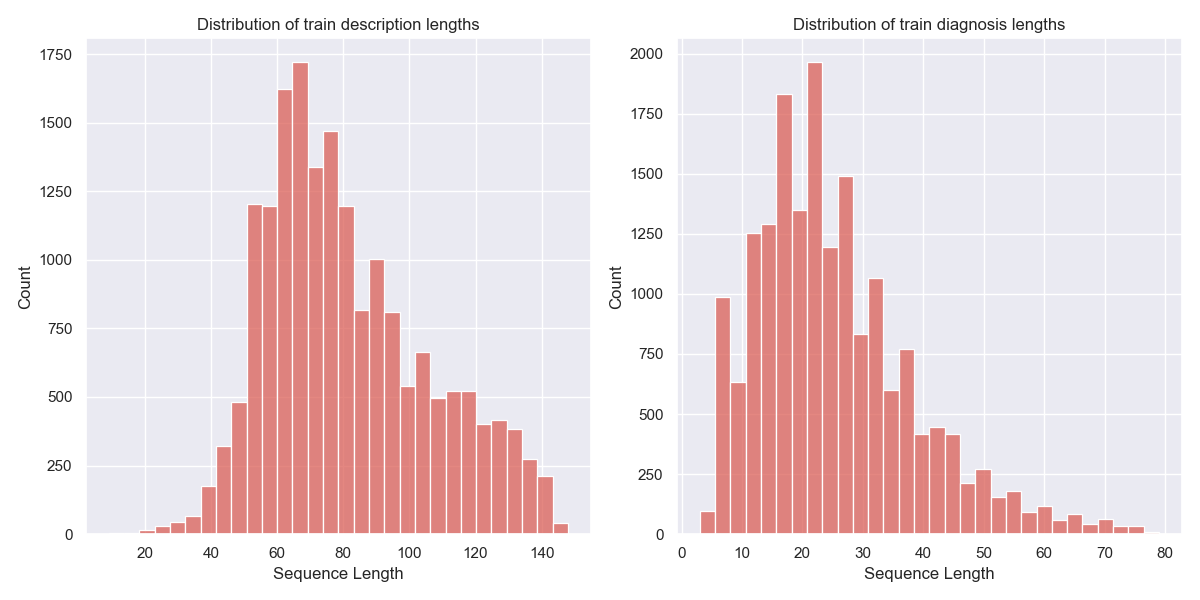 Distribution of train description lengths
1750
1500
1250
1000
750
500
250
0
Count
20 40 60 80 100 120 140
Sequence Length
Distribution of train diagnosis lengths
2000
1750
1500
1250
1000
750
500
250
0
Count
0 10 20 30 40 50 60 70 80
Sequence Length